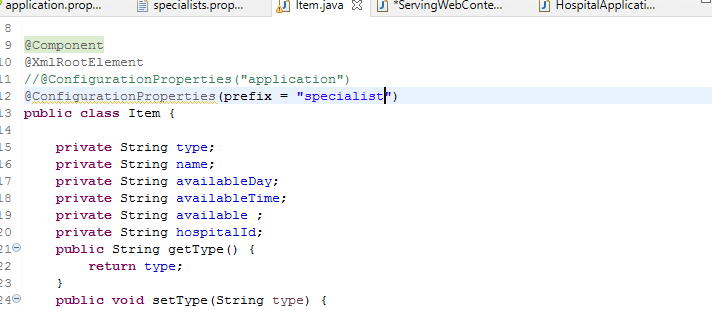 application.prop... specialists.prop... Item.java *ServingWebConte... HospitalApplicati...
8
9 @Component
10 @XmlRootElement
11 //@ConfigurationProperties("application")
12 @ConfigurationProperties(prefix = "specialist")
13 public class Item {
14
15 private String type;
16 private String name;
17 private String availableDay;
18 private String availableTime;
19 private String available ;
20 private String hospitalId;
21 public String getType() {
22 return type;
23 }
24 public void setType(String type) {